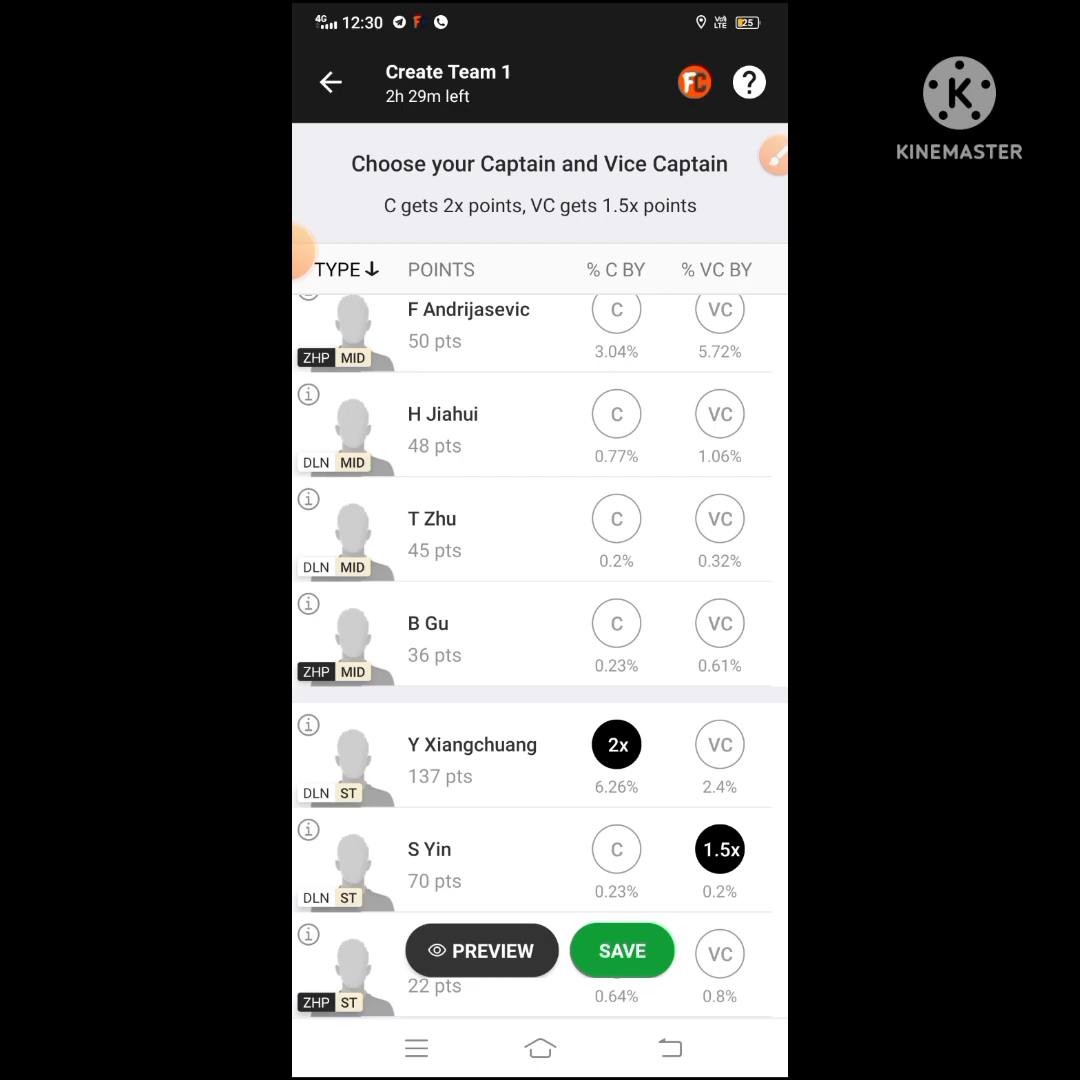 4G 12:30 VoI LTE 25
Create Team 1
2h 29m left
FC ?
K
KINEMASTER
Choose your Captain and Vice Captain
C gets 2x points, VC gets 1.5x points
TYPE POINTS % C BY % VC BY
F Andrijasevic C VC
50 pts
ZHP MID 3.04% 5.72%
H Jiahui C VC
48 pts
DLN MID 0.77% 1.06%
T Zhu C VC
45 pts
DLN MID 0.2% 0.32%
B Gu C VC
36 pts
ZHP MID 0.23% 0.61%
Y Xiangchuang 2x VC
137 pts
DLN ST 6.26% 2.4%
S Yin C 1.5x
70 pts
DLN ST 0.23% 0.2%
PREVIEW SAVE VC
22 pts
ZHP ST 0.64% 0.8%